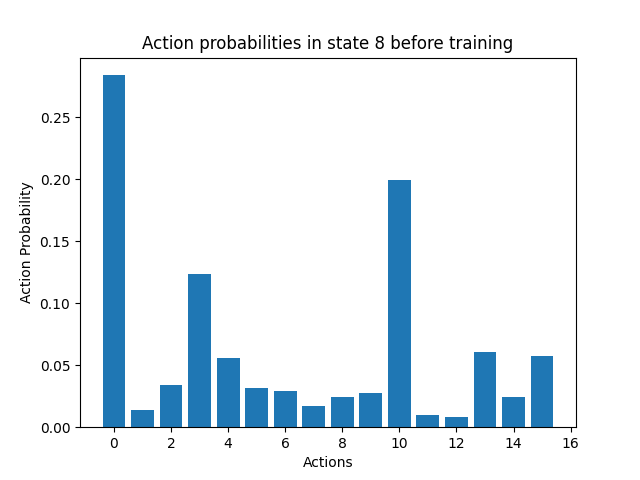 Action probabilities in state 8 before training
Action Probability
0.25
0.20
0.15
0.10
0.05
0.00
0 2 4 6 8 10 12 14 16
Actions